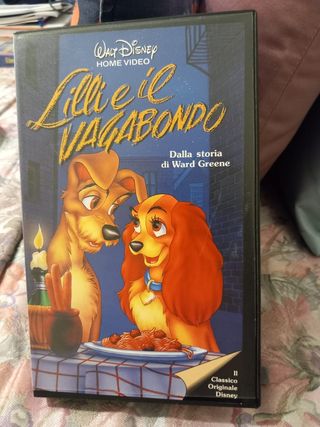 WALT DISNEY
HOME VIDEO
Lilli e il
VAGABONDO
Dalla storia
di Ward Greene
Il
Classico
Originale
Disney